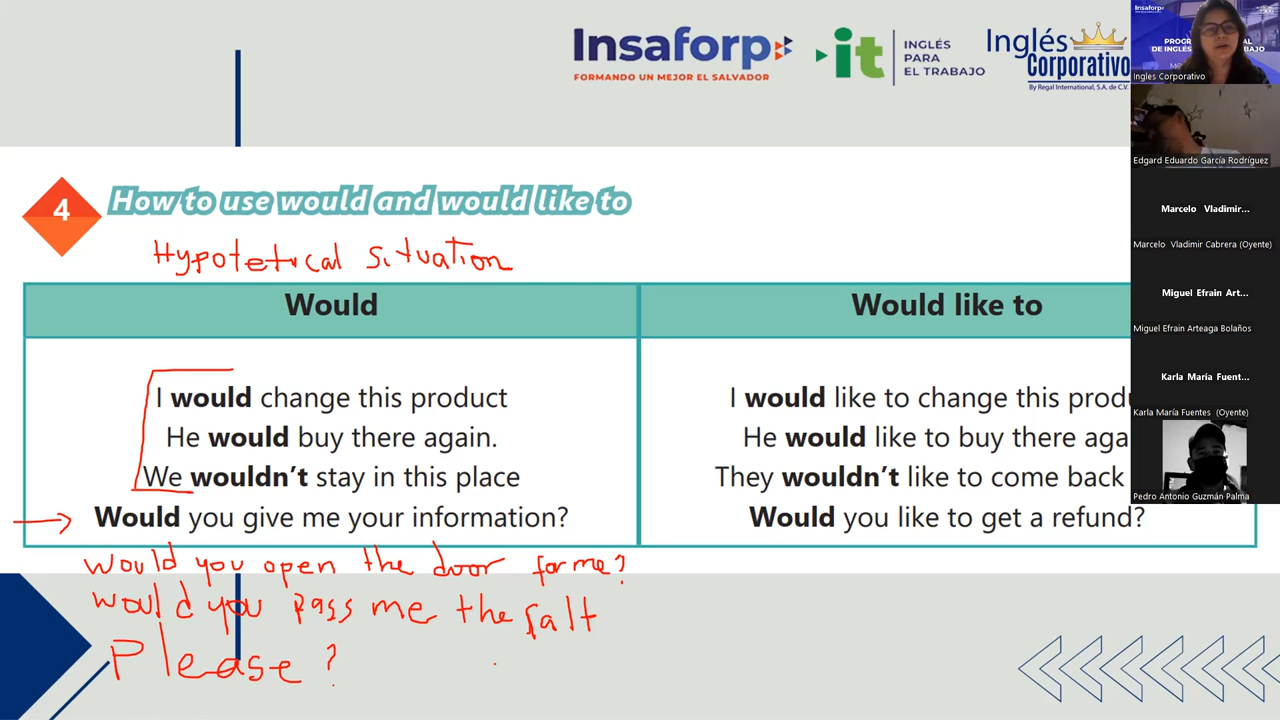 Insaforp
FORMANDO UN MEJOR EL SALVADOR
it
INGLÉS
PARA
EL TRABAJO
Inglés
Corporativo
By Regal International, S.A. de C.V.
Insaforp
Ingles Corporativo
Edgard Eduardo García Rodríguez
Marcelo Vladimir...
Marcelo Vladimir Cabrera (Oyente)
Miguel Efrain Art...
Miguel Efrain Arteaga Bolaños
Karla María Fuent...
Karla María Fuentes (Oyente)
Pedro Antonio Guzmán Palma
4
How to use would and would like to
Hypotetical situation
Would
Would like to
I would change this product
He would buy there again.
We wouldn't stay in this place
Would you give me your information?
I would like to change this produ
He would like to buy there aga
They wouldn't like to come back
Would you like to get a refund?
would you open the door for me?
would you pass me the salt
Please?